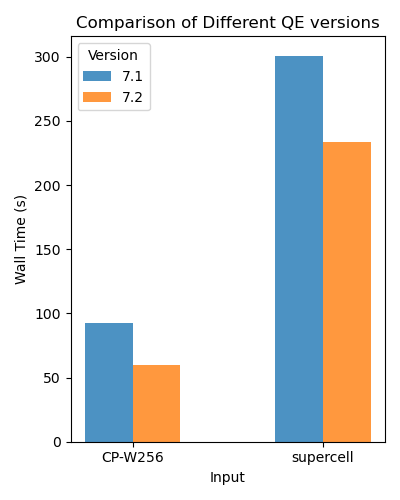 Comparison of Different QE versions
Version
7.1
7.2
300
250
200
150
100
50
0
Wall Time (s)
CP-W256 supercell
Input